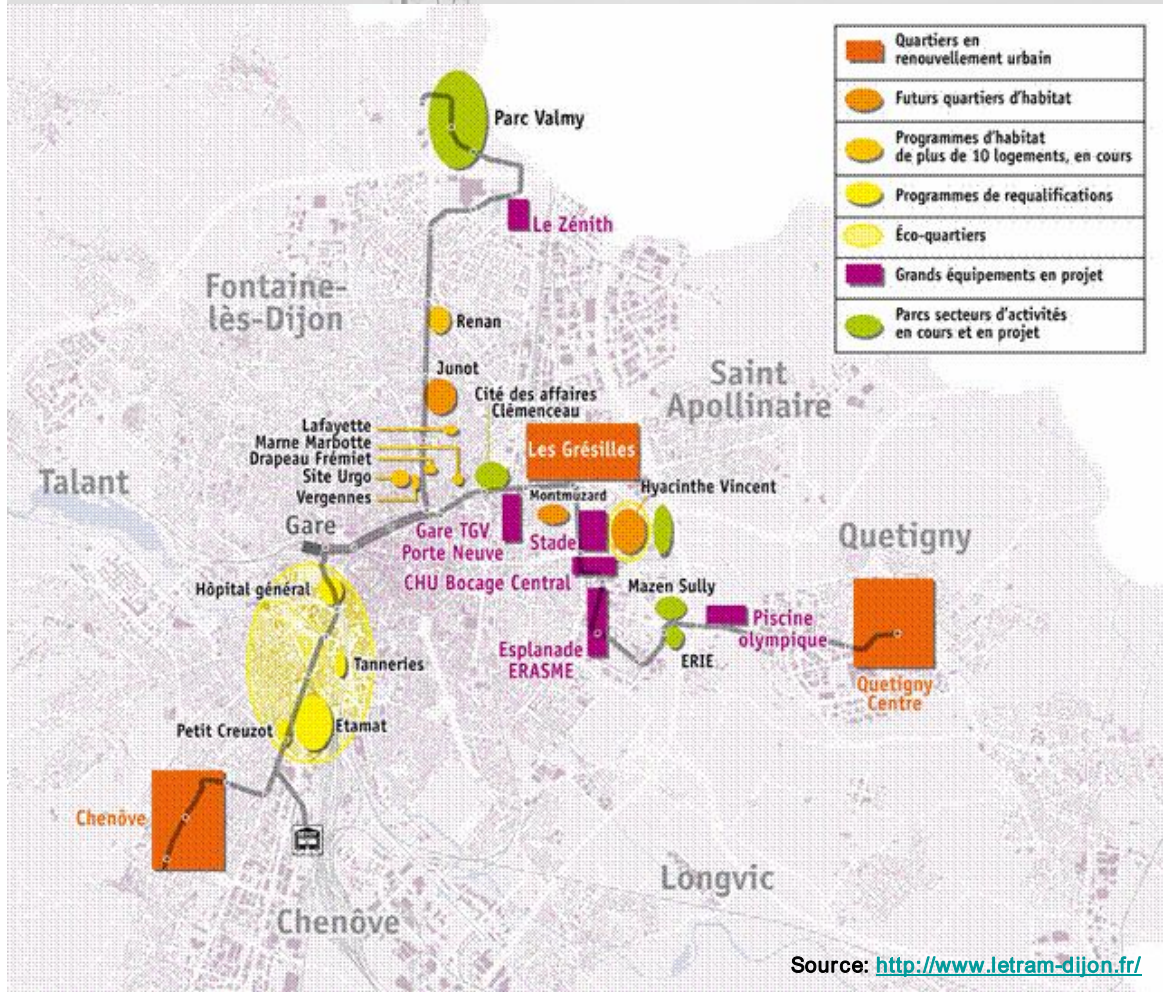 Quartiers en
renouvellement urbain
Futurs quartiers d'habitat
Programmes d'habitat
de plus de 10 logements, en cours
Programmes de requalifications
Éco-quartiers
Grands équipements en projet
Parcs secteurs d'activités
en cours et en projet
Parc Valmy
Le Zénith
Fontaine-
lès-Dijon
Renan
Junot
Saint
Apollinaire
Cité des affaires
Clémenceau
Lafayette
Marne Marbotte
Drapeau Frémiet
Site Urgo
Vergennes
Les Grésilles
Talant
Hyacinthe Vincent
Montmuzard
Gare
Gare TGV
Porte Neuve
Stade
Quetigny
CHU Bocage Central
Hôpital général
Mazen Sully
Piscine
olympique
Esplanade
ERASME
ERIE
Tanneries
Quetigny
Centre
Petit Creuzot
Etamat
Chenôve
Longvic
Chenôve
Source: http://www.letram-dijon.fr/